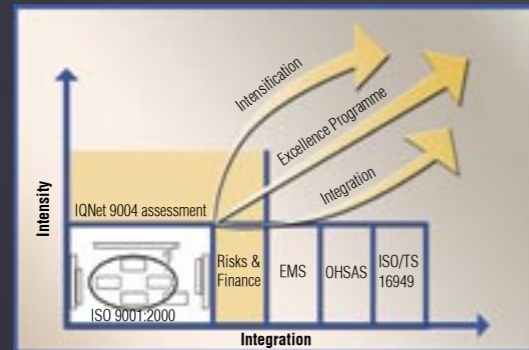 Intensification
Excellence Programme
Integration
Intensity
IQNet 9004 assessment
Risks &
Finance
EMS
OHSAS
ISO/TS
16949
ISO 9001:2000
Integration